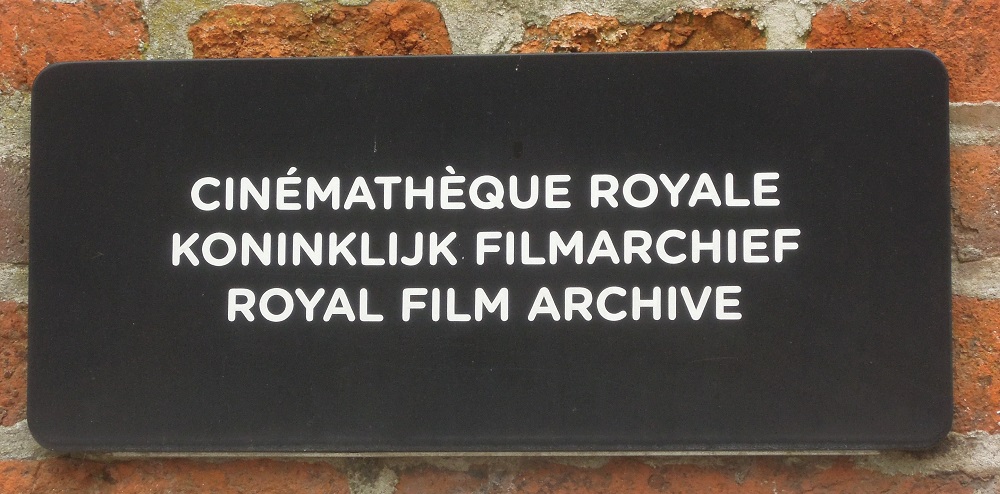 CINÉMATHÈQUE ROYALE
KONINKLIJK FILMARCHIEF
ROYAL FILM ARCHIVE